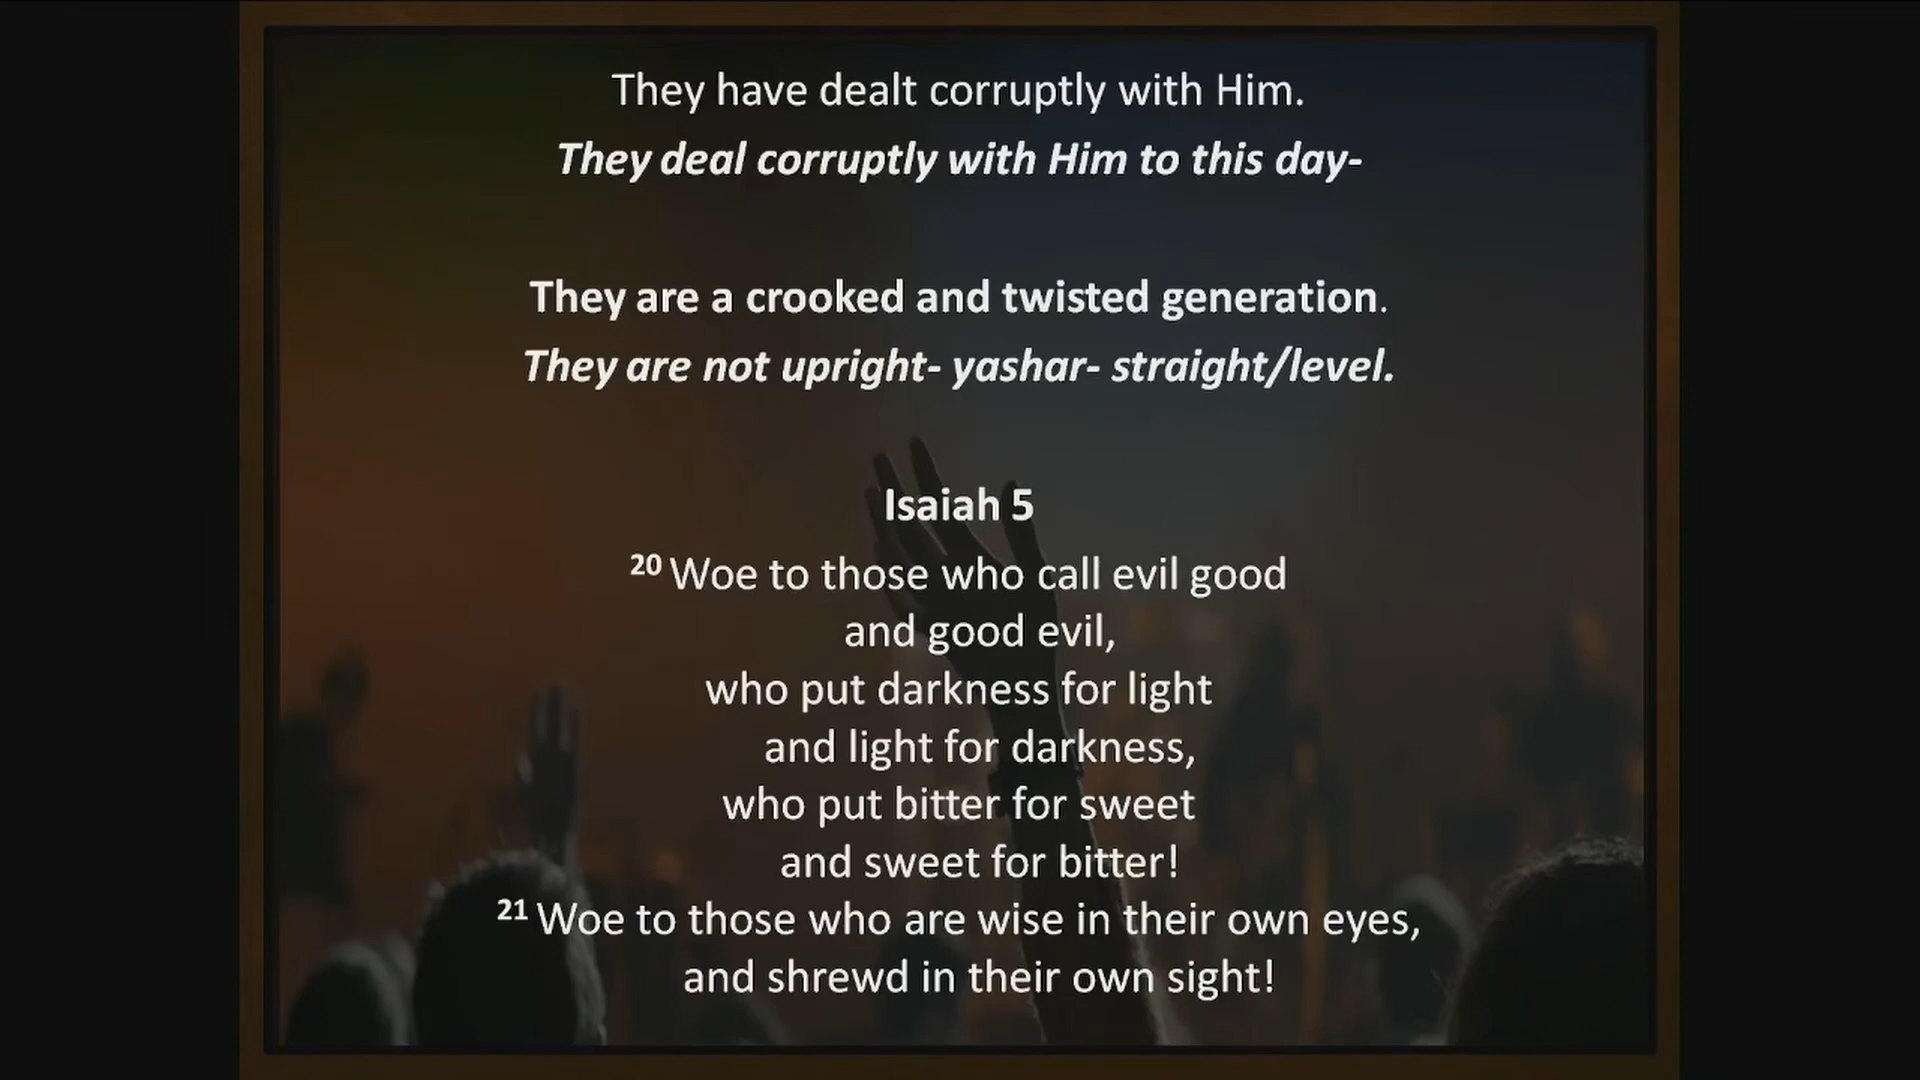 They have dealt corruptly with Him.
They deal corruptly with Him to this day-
They are a crooked and twisted generation.
They are not upright- yashar- straight/level.
Isaiah 5
20 Woe to those who call evil good
and good evil,
who put darkness for light
and light for darkness,
who put bitter for sweet
and sweet for bitter!
21 Woe to those who are wise in their own eyes,
and shrewd in their own sight!